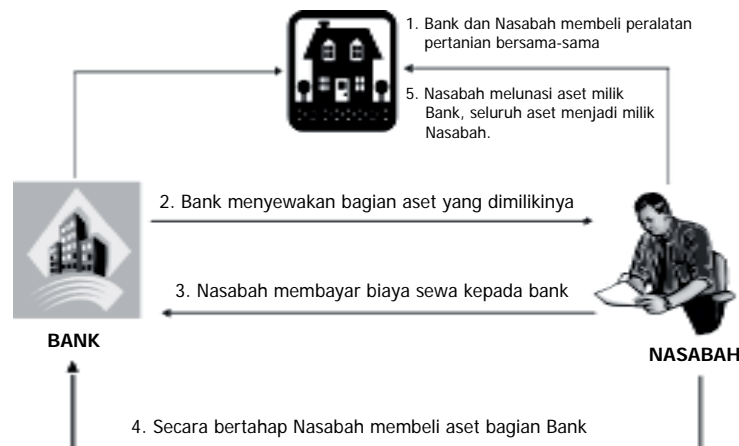 1. Bank dan Nasabah membeli peralatan
pertanian bersama-sama
5. Nasabah melunasi aset milik
Bank, seluruh aset menjadi milik
Nasabah.
2. Bank menyewakan bagian aset yang dimilikinya
3. Nasabah membayar biaya sewa kepada bank
BANK
NASABAH
4. Secara bertahap Nasabah membeli aset bagian Bank